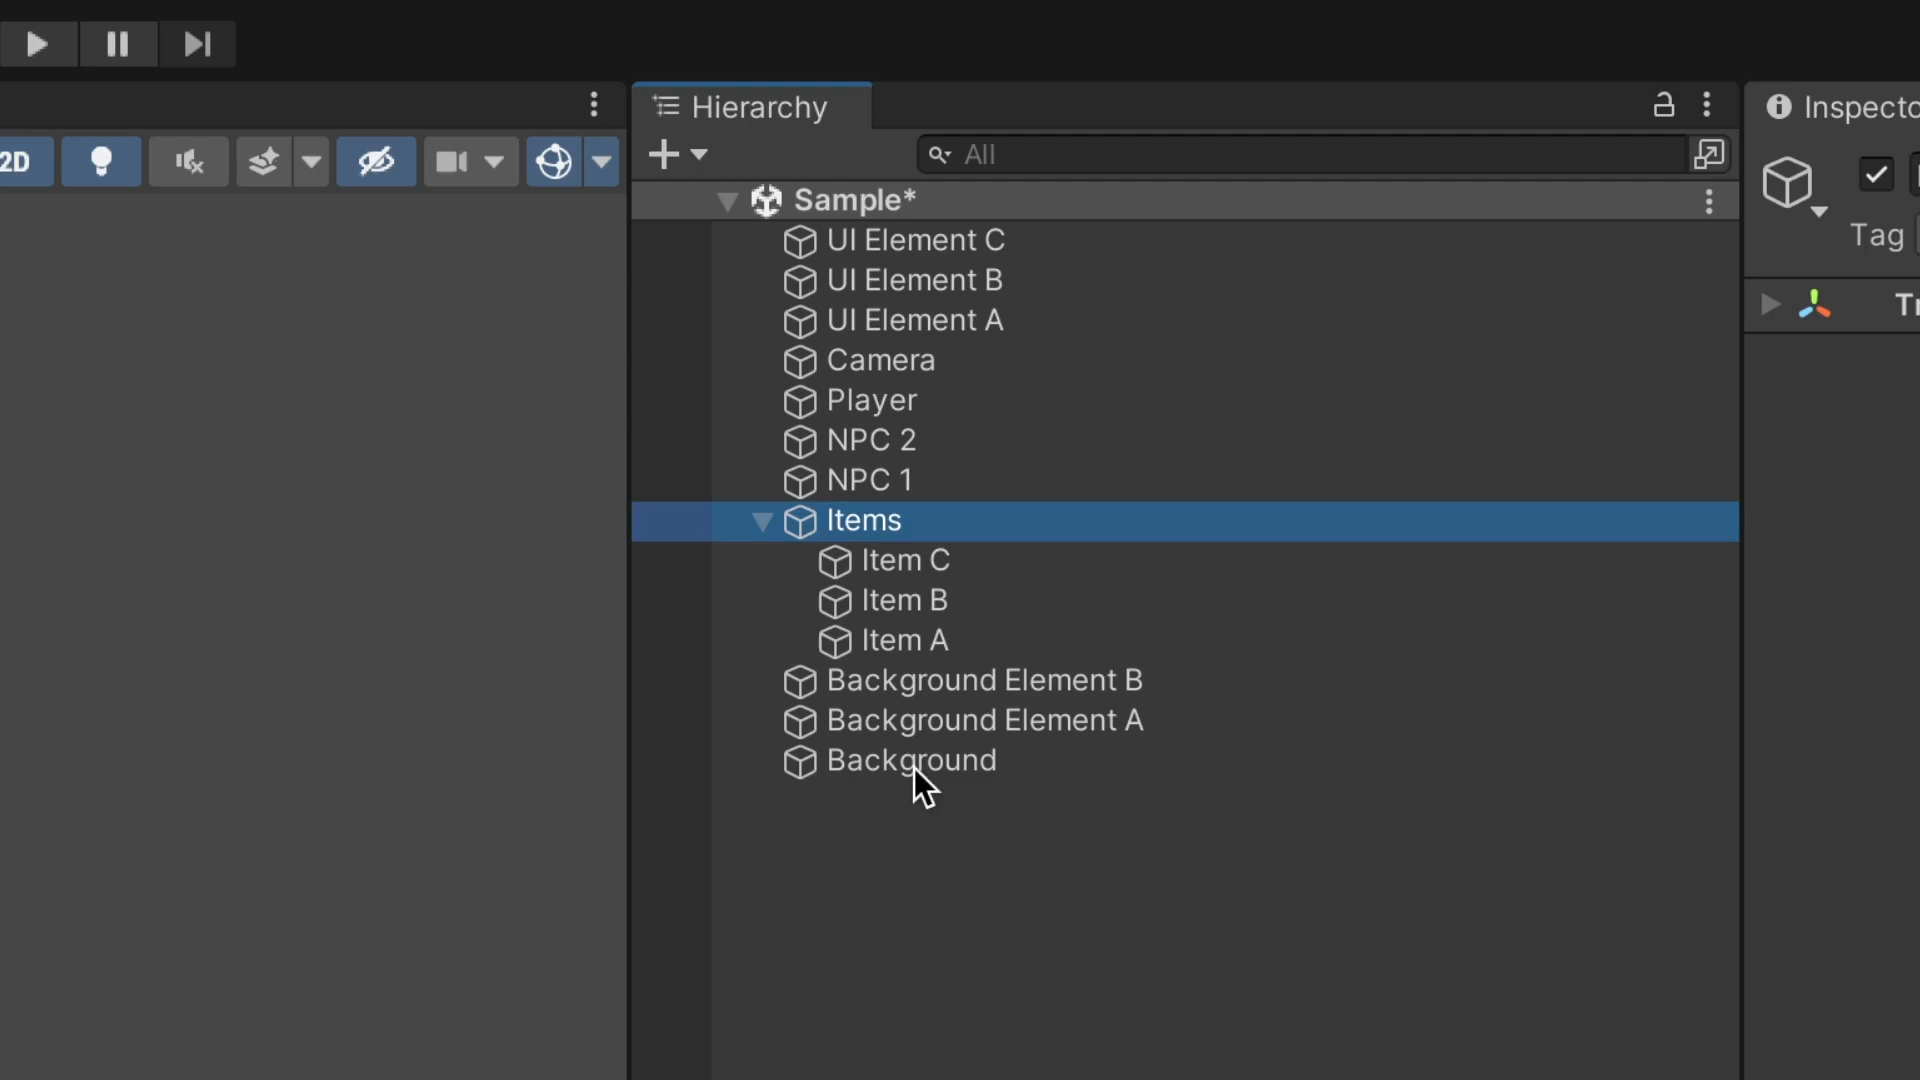 2D
Hierarchy
Inspecto
All
Sample*
Tag
UI Element C
UI Element B
Tr
UI Element A
Camera
Player
NPC 2
NPC 1
Items
Item C
Item B
Item A
Background Element B
Background Element A
Background